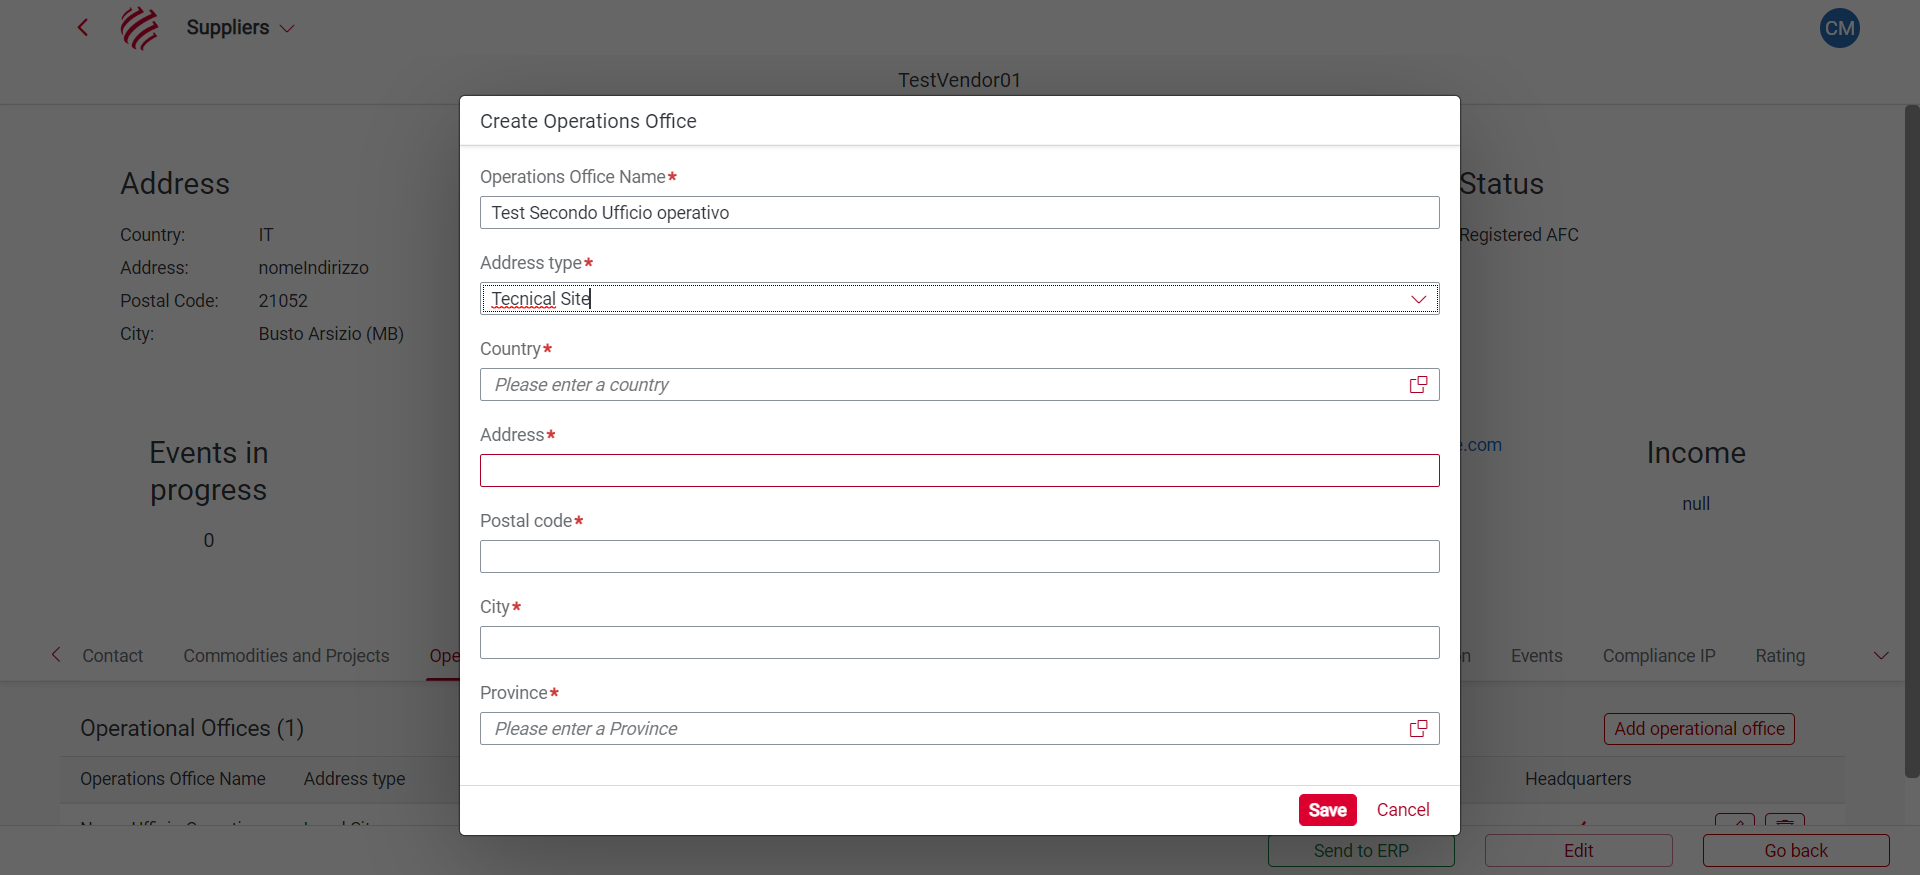 Suppliers
CM
TestVendor01
Create Operations Office
Operations Office Name*
Test Secondo Ufficio operativo
Address type*
Tecnical Site
Country*
Please enter a country
Address*
Postal code*
City*
Province*
Please enter a Province
Save Cancel
Address
Country: IT
Address: nomeIndirizzo
Postal Code: 21052
City: Busto Arsizio (MB)
Status
Registered AFC
Events in
progress
0
.com
Income
null
Contact Commodities and Projects Ope
n Events Compliance IP Rating
Operational Offices (1)
Add operational office
Operations Office Name Address type Headquarters
Send to ERP Edit Go back